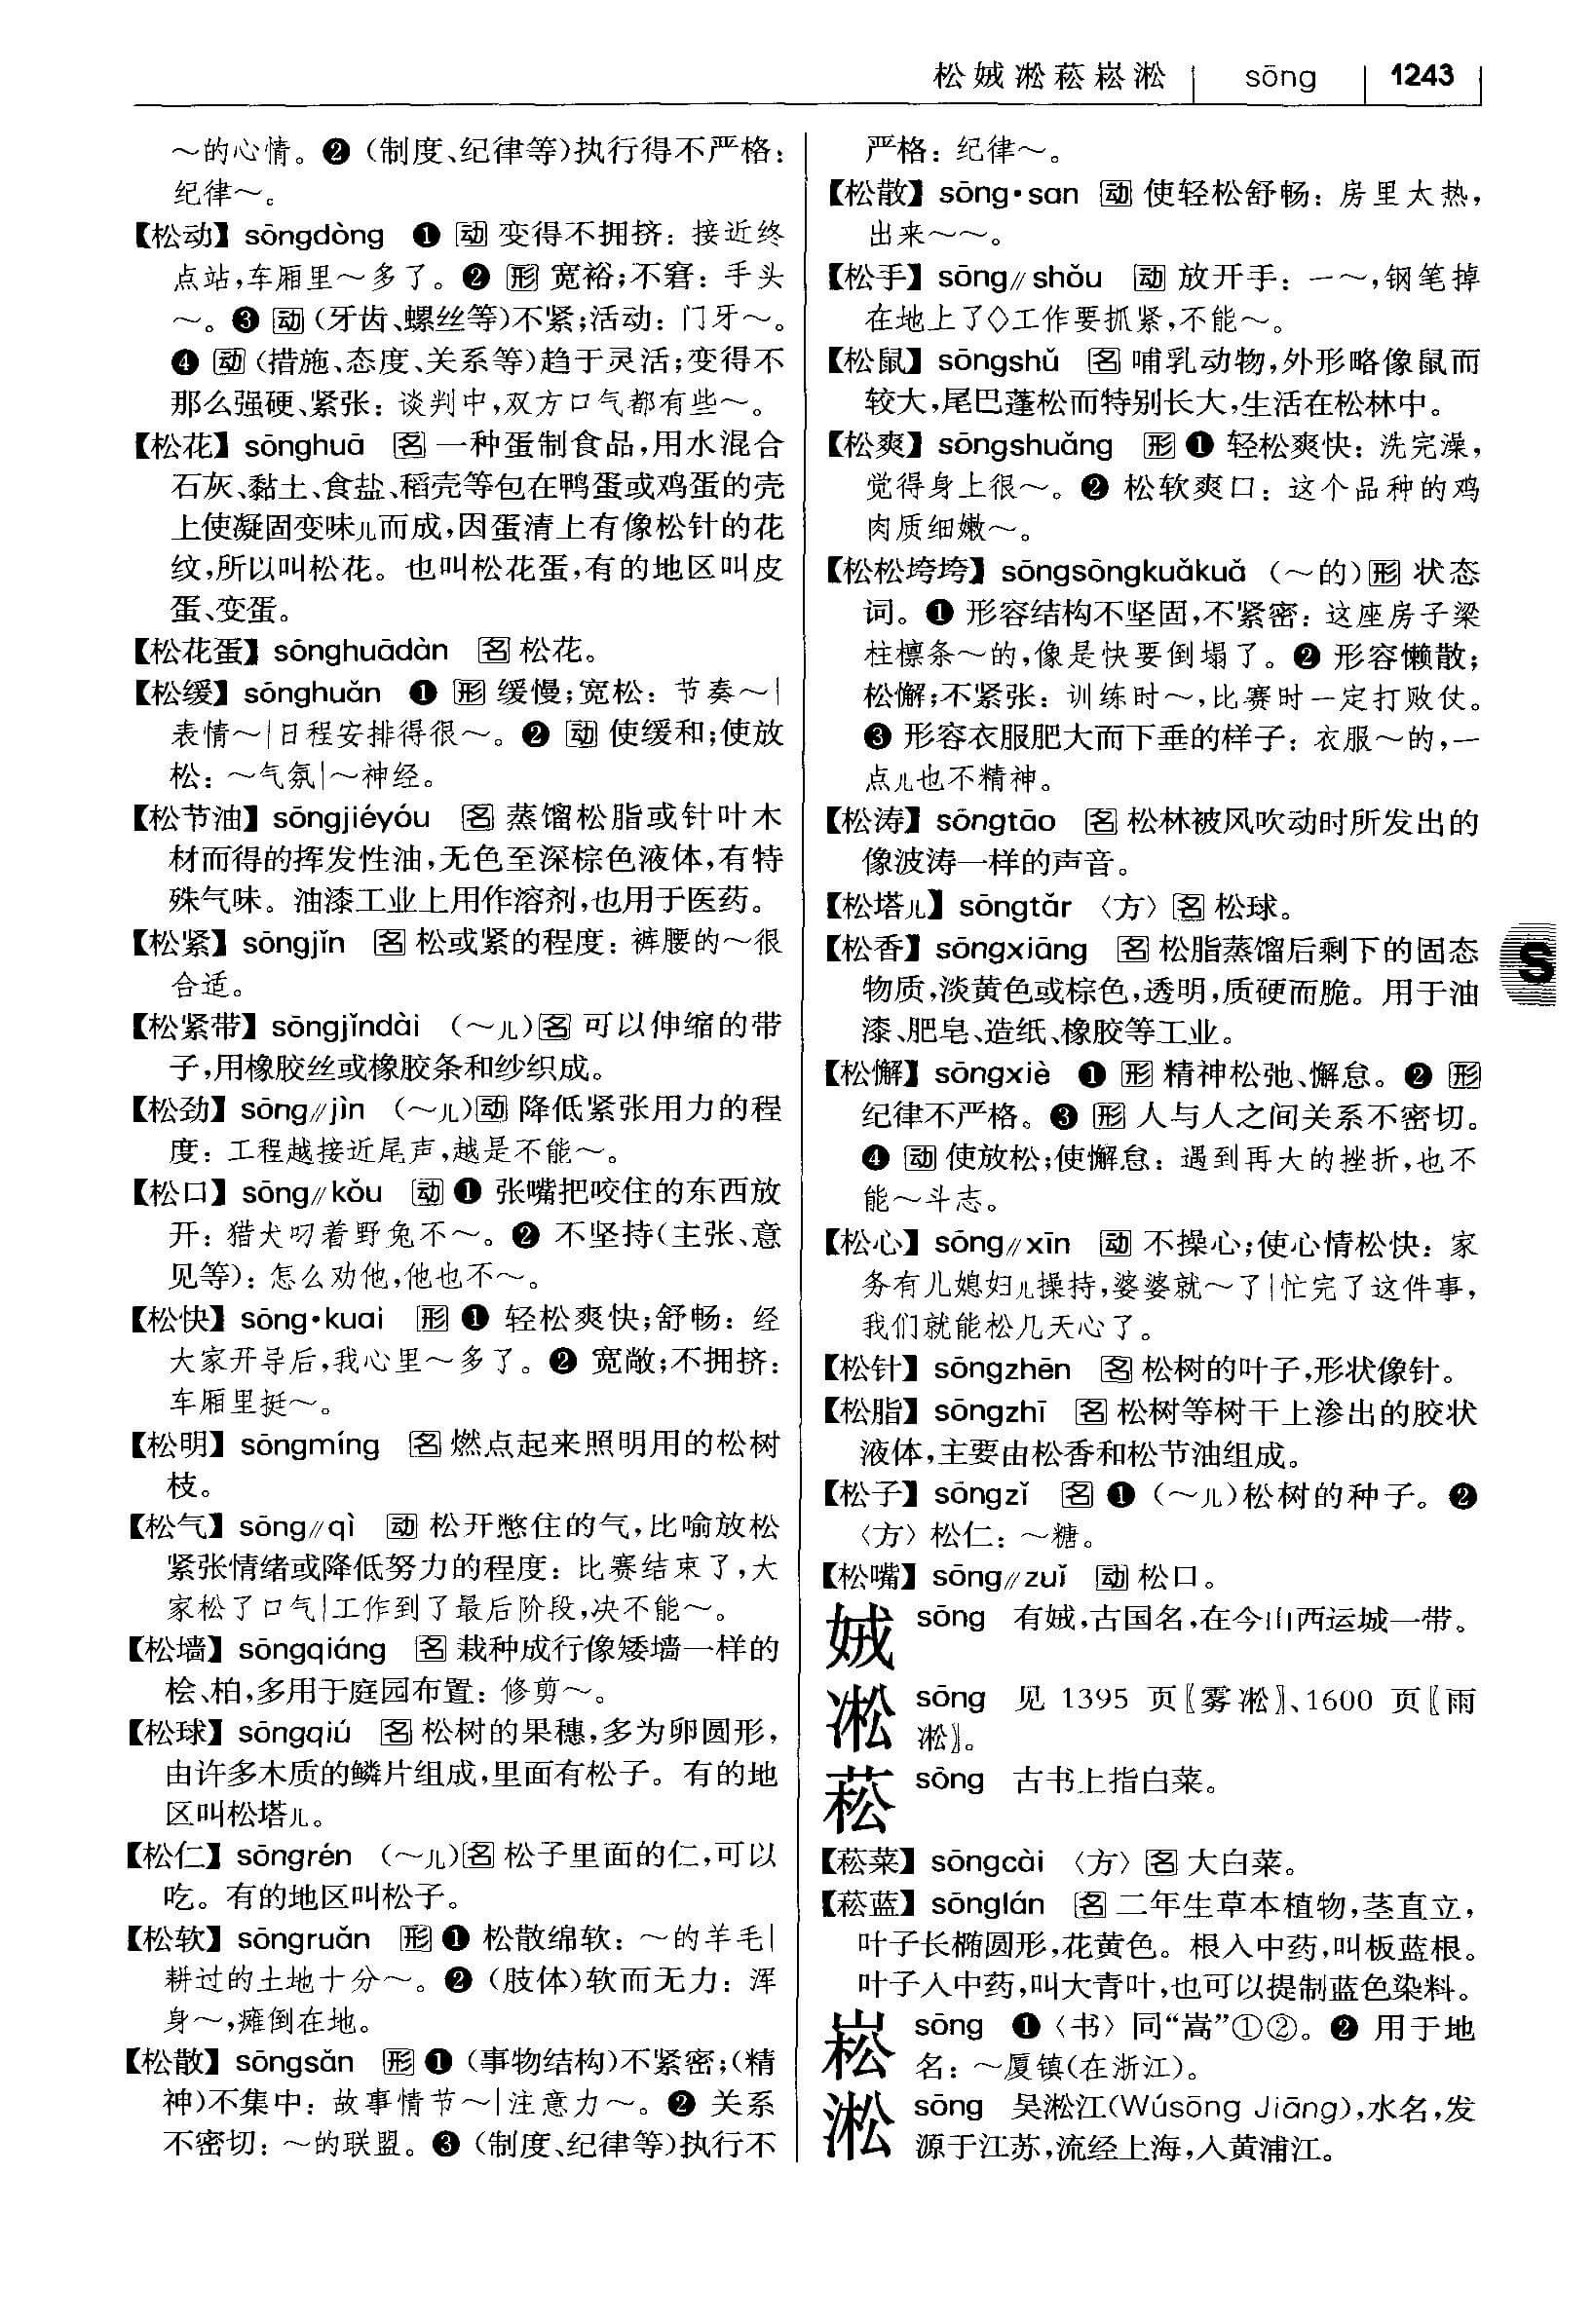 松娀凇菘崧淞 sōng 1243
～的心情。❷（制度、纪律等）执行得不严格：
纪律～。
【松动】sōngdòng ❶ 动 变得不拥挤：接近终
点站，车厢里～多了。❷ 形 宽裕；不窘：手头
～。❸ 动（牙齿、螺丝等）不紧；活动：门牙～。
❹ 动（措施、态度、关系等）趋于灵活；变得不
那么强硬、紧张：谈判中，双方口气都有些～。
【松花】sōnghuā 名 一种蛋制食品，用水混合
石灰、黏土、食盐、稻壳等包在鸭蛋或鸡蛋的壳
上使凝固变味儿而成，因蛋清上有像松针的花
纹，所以叫松花。也叫松花蛋，有的地区叫皮
蛋、变蛋。
【松花蛋】sōnghuādàn 名 松花。
【松缓】sōnghuǎn ❶ 形 缓慢；宽松：节奏～|
表情～|日程安排得很～。❷ 动 使缓和；使放
松：～气氛|～神经。
【松节油】sōngjiéyóu 名 蒸馏松脂或针叶木
材而得的挥发性油，无色至深棕色液体，有特
殊气味。油漆工业上用作溶剂，也用于医药。
【松紧】sōngjǐn 名 松或紧的程度：裤腰的～很
合适。
【松紧带】sōngjǐndài （～儿）名 可以伸缩的带
子，用橡胶丝或橡胶条和纱织成。
【松劲】sōng∥jìn （～儿）动 降低紧张用力的程
度：工程越接近尾声，越是不能～。
【松口】sōng∥kǒu 动 ❶ 张嘴把咬住的东西放
开：猎犬叼着野兔不～。❷ 不坚持（主张、意
见等）：怎么劝他，他也不～。
【松快】sōng•kuai 形 ❶ 轻松爽快；舒畅：经
大家开导后，我心里～多了。❷ 宽敞；不拥挤：
车厢里挺～。
【松明】sōngmíng 名 燃点起来照明用的松树
枝。
【松气】sōng∥qì 动 松开憋住的气，比喻放松
紧张情绪或降低努力的程度：比赛结束了，大
家松了口气|工作到了最后阶段，决不能～。
【松墙】sōngqiáng 名 栽种成行像矮墙一样的
桧、柏，多用于庭园布置：修剪～。
【松球】sōngqiú 名 松树的果穗，多为卵圆形，
由许多木质的鳞片组成，里面有松子。有的地
区叫松塔儿。
【松仁】sōngrén （～儿）名 松子里面的仁，可以
吃。有的地区叫松子。
【松软】sōngruǎn 形 ❶ 松散绵软：～的羊毛|
耕过的土地十分～。❷（肢体）软而无力：浑
身～，瘫倒在地。
【松散】sōngsǎn 形 ❶（事物结构）不紧密；（精
神）不集中：故事情节～|注意力～。❷ 关系
不密切：～的联盟。❸（制度、纪律等）执行不
严格：纪律～。
【松散】sōng•san 动 使轻松舒畅：房里太热，
出来～～。
【松手】sōng∥shǒu 动 放开手：一～，钢笔掉
在地上了◇工作要抓紧，不能～。
【松鼠】sōngshǔ 名 哺乳动物，外形略像鼠而
较大，尾巴蓬松而特别长大，生活在松林中。
【松爽】sōngshuǎng 形 ❶ 轻松爽快：洗完澡，
觉得身上很～。❷ 松软爽口：这个品种的鸡
肉质细嫩～。
【松松垮垮】sōngsōngkuǎkuǎ（～的）形 状态
词。❶ 形容结构不坚固，不紧密：这座房子梁
柱檩条～的，像是快要倒塌了。❷ 形容懒散；
松懈；不紧张：训练时～，比赛时一定打败仗。
❸ 形容衣服肥大而下垂的样子：衣服～的，一
点儿也不精神。
【松涛】sōngtāo 名 松林被风吹动时所发出的
像波涛一样的声音。
【松塔儿】sōngtǎr 〈方〉名 松球。
【松香】sōngxiāng 名 松脂蒸馏后剩下的固态
物质，淡黄色或棕色，透明，质硬而脆。用于油
漆、肥皂、造纸、橡胶等工业。
【松懈】sōngxiè ❶ 形 精神松弛、懈怠。❷ 形
纪律不严格。❸ 形 人与人之间关系不密切。
❹ 动 使放松；使懈怠：遇到再大的挫折，也不
能～斗志。
【松心】sōng∥xīn 动 不操心；使心情松快：家
务有儿媳妇儿操持，婆婆就～了|忙完了这件事，
我们就能松几天心了。
【松针】sōngzhēn 名 松树的叶子，形状像针。
【松脂】sōngzhī 名 松树等树干上渗出的胶状
液体，主要由松香和松节油组成。
【松子】sōngzǐ 名 ❶（～儿）松树的种子。❷
〈方〉松仁：～糖。
【松嘴】sōng∥zuǐ 动 松口。
娀 sōng 有娀，古国名，在今山西运城一带。
凇 sōng 见 1395 页〖雾凇〗、1600 页〖雨
凇〗。
菘 sōng 古书上指白菜。
【菘菜】sōngcài 〈方〉名 大白菜。
【菘蓝】sōnglán 名 二年生草本植物，茎直立，
叶子长椭圆形，花黄色。根入中药，叫板蓝根。
叶子入中药，叫大青叶，也可以提制蓝色染料。
崧 sōng ❶〈书〉同“嵩”①②。❷ 用于地
名：～厦镇（在浙江）。
淞 sōng 吴淞江（Wúsōng Jiāng），水名，发
源于江苏，流经上海，入黄浦江。
S